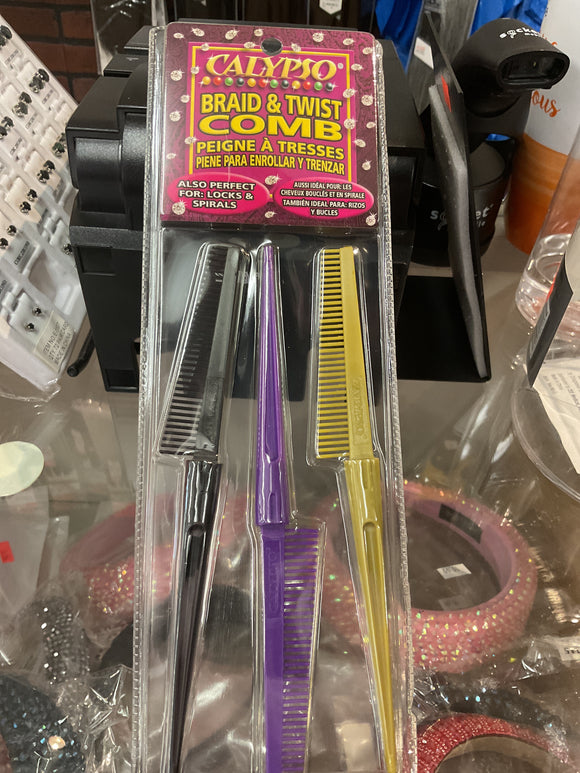 CALYPSO®
BRAID & TWIST
COMB
PEIGNE À TRESSES
PIENE PARA ENROLLAR Y TRENZAR
ALSO PERFECT
FOR: LOCKS &
SPIRALS
AUSSI IDÉAL POUR: LES
CHEVEUX BOUCLÉS ET EN SPIRALE
TAMBIÉN IDEAL PARA: RIZOS
Y BUCLES